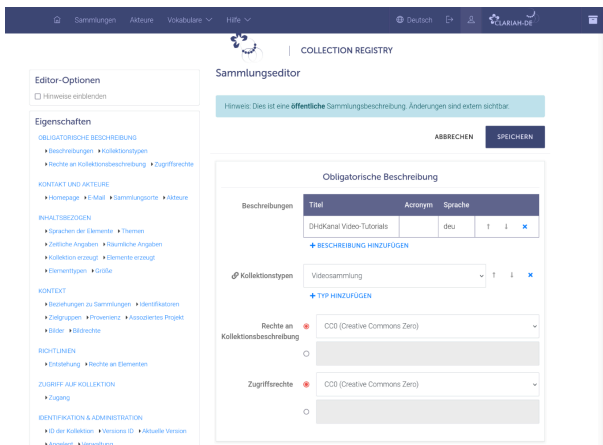 Sammlungen Akteure Vokabulare Hilfe Deutsch CLARIAH-DE
COLLECTION REGISTRY
Editor-Optionen
Hinweise einblenden
Eigenschaften
OBLIGATORISCHE BESCHREIBUNG
Beschreibungen Kollektionstypen
Rechte an Kollektionsbeschreibung Zugriffsrechte
KONTAKT UND AKTEURE
Homepage E-Mail Sammlungsorte Akteure
INHALTSBEZOGEN
Sprachen der Elemente Themen
Zeitliche Angaben Räumliche Angaben
Kollektion erzeugt Elemente erzeugt
Elementtypen Größe
KONTEXT
Beziehungen zu Sammlungen Identifikatoren
Zielgruppen Provenienz Assoziiertes Projekt
Bilder Bildrechte
RICHTLINIEN
Entstehung Rechte an Elementen
ZUGRIFF AUF KOLLEKTION
Zugang
IDENTIFIKATION & ADMINISTRATION
ID der Kollektion Versions ID Aktuelle Version
Sammlungseditor
Hinweis: Dies ist eine öffentliche Sammlungsbeschreibung. Änderungen sind extern sichtbar.
ABBRECHEN SPEICHERN
Obligatorische Beschreibung
Beschreibungen Titel Acronym Sprache
DHdKanal Video-Tutorials deu ↑ ↓ ×
+ BESCHREIBUNG HINZUFÜGEN
Kollektionstypen Videosammlung ↑ ↓ ×
+ TYP HINZUFÜGEN
Rechte an CC0 (Creative Commons Zero)
Kollektionsbeschreibung
Zugriffsrechte CC0 (Creative Commons Zero)